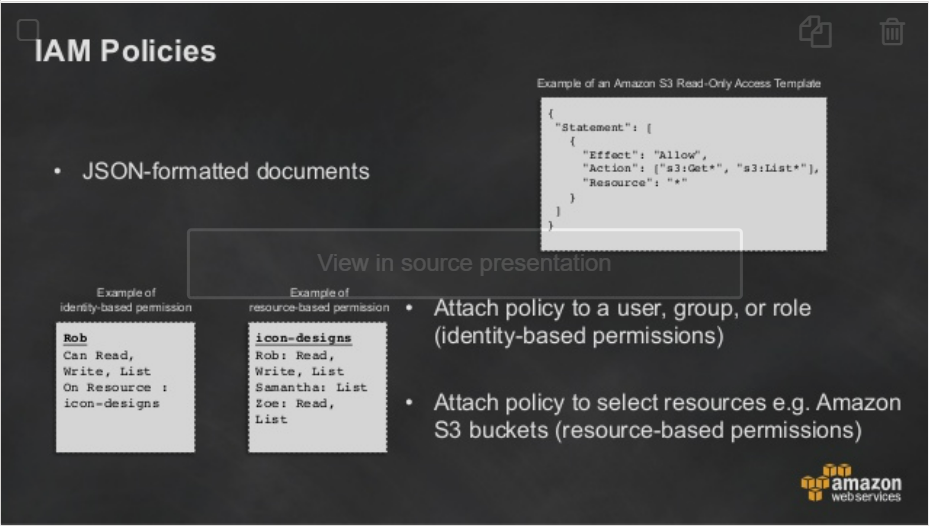 IAM Policies
Example of an Amazon S3 Read-Only Access Template
{
"Statement": [
{
"Effect": "Allow",
"Action": ["s3:Get*", "s3:List*"],
"Resource": "*"
}
]
}
• JSON-formatted documents
View in source presentation
Example of
identity-based permission
Rob
Can Read,
Write, List
On Resource :
icon-designs
Example of
resource-based permission
icon-designs
Rob: Read,
Write, List
Samantha: List
Zoe: Read,
List
• Attach policy to a user, group, or role
(identity-based permissions)
• Attach policy to select resources e.g. Amazon
S3 buckets (resource-based permissions)
amazon
webservices